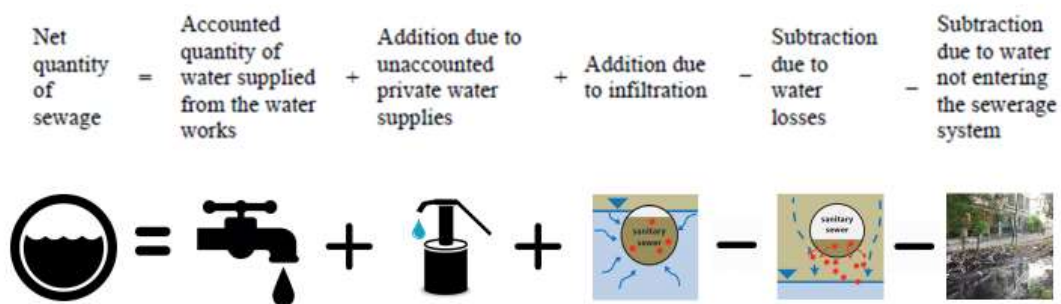 Net
quantity
of
sewage
=
Accounted
quantity of
water supplied
from the water
works
+
Addition due to
unaccounted
private water
supplies
+
Addition due
to infiltration
−
Subtraction
due to
water
losses
−
Subtraction
due to water
not entering
the sewerage
system
=
+
+
sanitary
sewer
−
sanitary
sewer
−